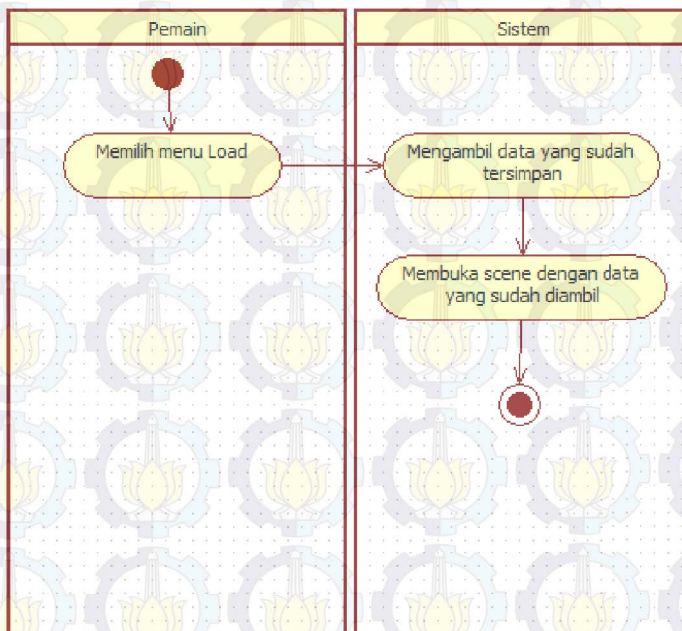 Pemain
Sistem
Memilih menu Load
Mengambil data yang sudah
tersimpan
Membuka scene dengan data
yang sudah diambil